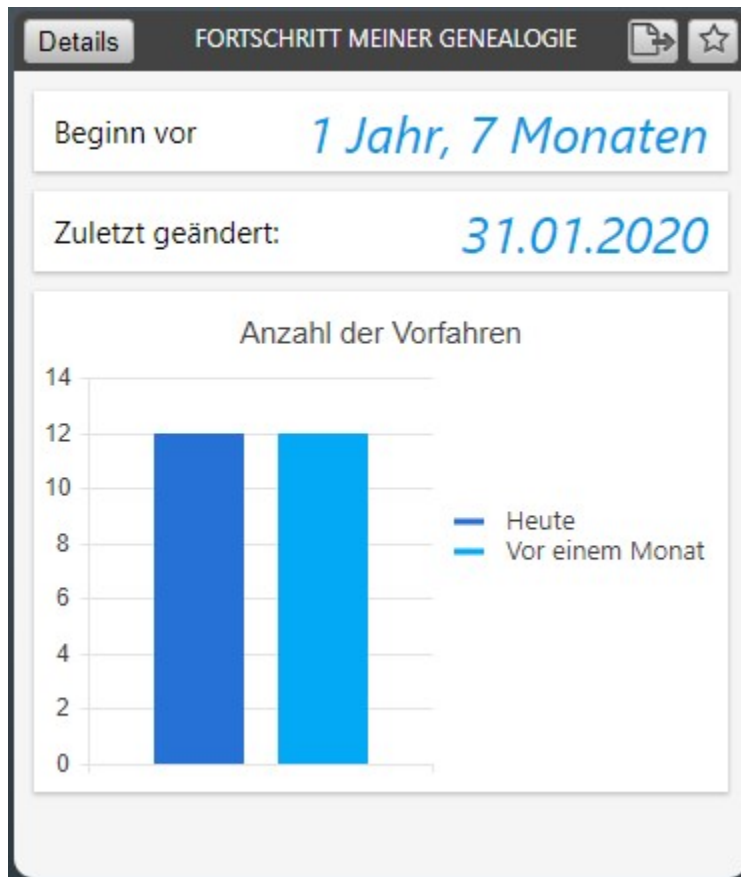 Details
FORTSCHRITT MEINER GENEALOGIE
Beginn vor 1 Jahr, 7 Monaten
Zuletzt geändert: 31.01.2020
Anzahl der Vorfahren
14
12
10
8
6
4
2
0
Heute
Vor einem Monat